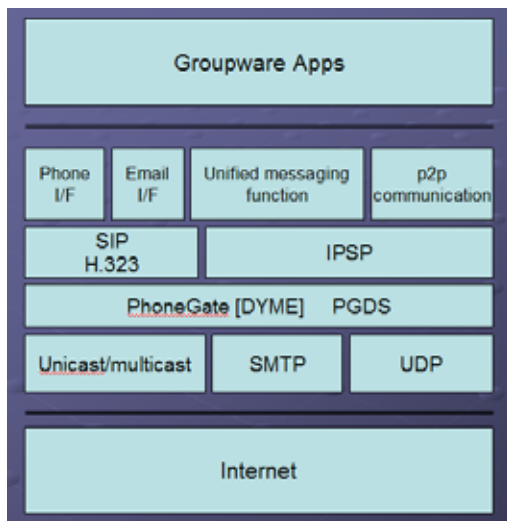 Groupware Apps
Phone
I/F
Email
I/F
Unified messaging
function
p2p
communication
SIP
H.323
IPSP
PhoneGate [DYME] PGDS
Unicast/multicast
SMTP
UDP
Internet